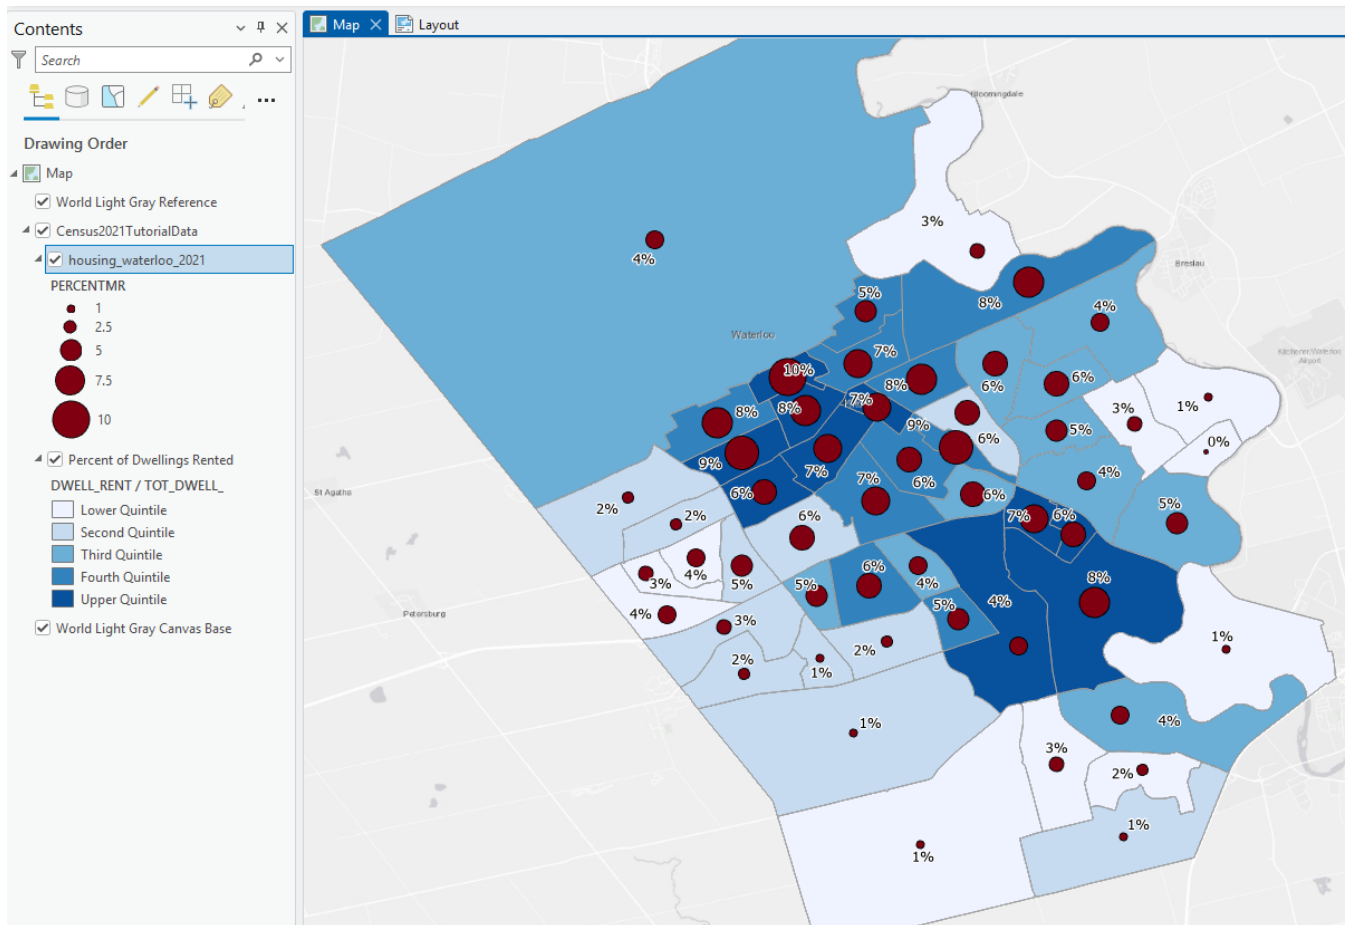 Contents
Map
Layout
Search
Drawing Order
Map
World Light Gray Reference
Census2021TutorialData
housing_waterloo_2021
PERCENTMR
1
2.5
5
7.5
10
Percent of Dwellings Rented
DWELL_RENT / TOT_DWELL_
Lower Quintile
Second Quintile
Third Quintile
Fourth Quintile
Upper Quintile
World Light Gray Canvas Base
Bloomingdale
3%
4%
Breslau
5%
8%
4%
Waterloo
7%
Kitchener/Waterloo
Airport
10%
8%
6%
6%
8%
8%
7%
3%
1%
9%
6%
5%
0%
9%
7%
6%
4%
St Agatha
6%
7%
6%
5%
2%
2%
6%
7%
6%
3%
4%
5%
5%
6%
4%
8%
4%
3%
5%
4%
Petersburg
2%
1%
2%
1%
1%
4%
3%
2%
1%
1%